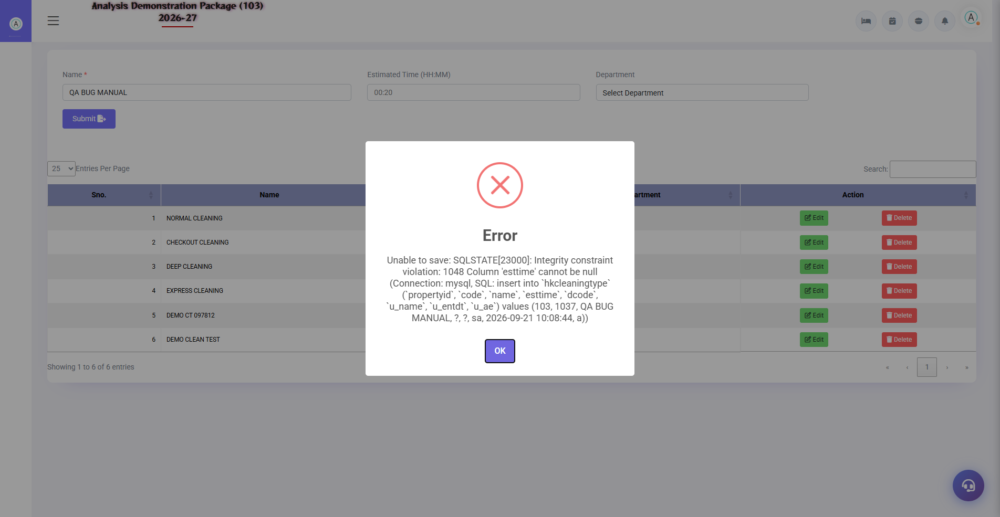 Analysis Demonstration Package (103)
2026-27
A
A
Name *
Estimated Time (HH:MM)
Department
QA BUG MANUAL
00:20
Select Department
Submit
25 Entries Per Page
Search:
Sno.
Name
artment
Action
1 NORMAL CLEANING Edit Delete
2 CHECKOUT CLEANING Edit Delete
3 DEEP CLEANING Edit Delete
4 EXPRESS CLEANING Edit Delete
5 DEMO CT 097812 Edit Delete
6 DEMO CLEAN TEST Edit Delete
Showing 1 to 6 of 6 entries
« ‹ 1 › »
Error
Unable to save: SQLSTATE[23000]: Integrity constraint
violation: 1048 Column 'esttime' cannot be null
(Connection: mysql, SQL: insert into `hkcleaningtype`
(`propertyid`, `code`, `name`, `esttime`, `dcode`,
`u_name`, `u_entdt`, `u_ae`) values (103, 1037, QA BUG
MANUAL, ?, ?, sa, 2026-09-21 10:08:44, a))
OK